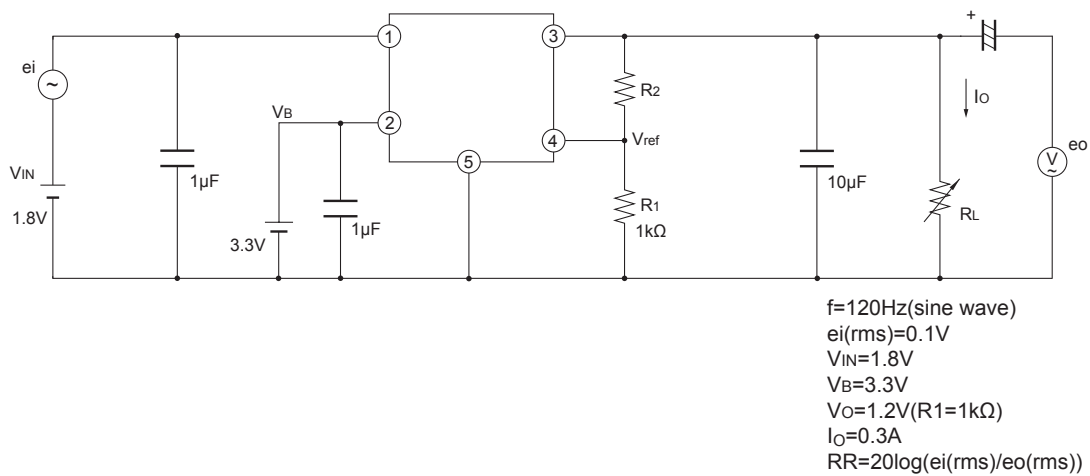 ei
~
VIN
1.8V
1μF
VB
3.3V
1μF
1
2
3
4
5
R2
Vref
R1
1kΩ
10μF
RL
+
IO
V
~
eo
f=120Hz(sine wave)
ei(rms)=0.1V
VIN=1.8V
VB=3.3V
VO=1.2V(R1=1kΩ)
IO=0.3A
RR=20log(ei(rms)/eo(rms))